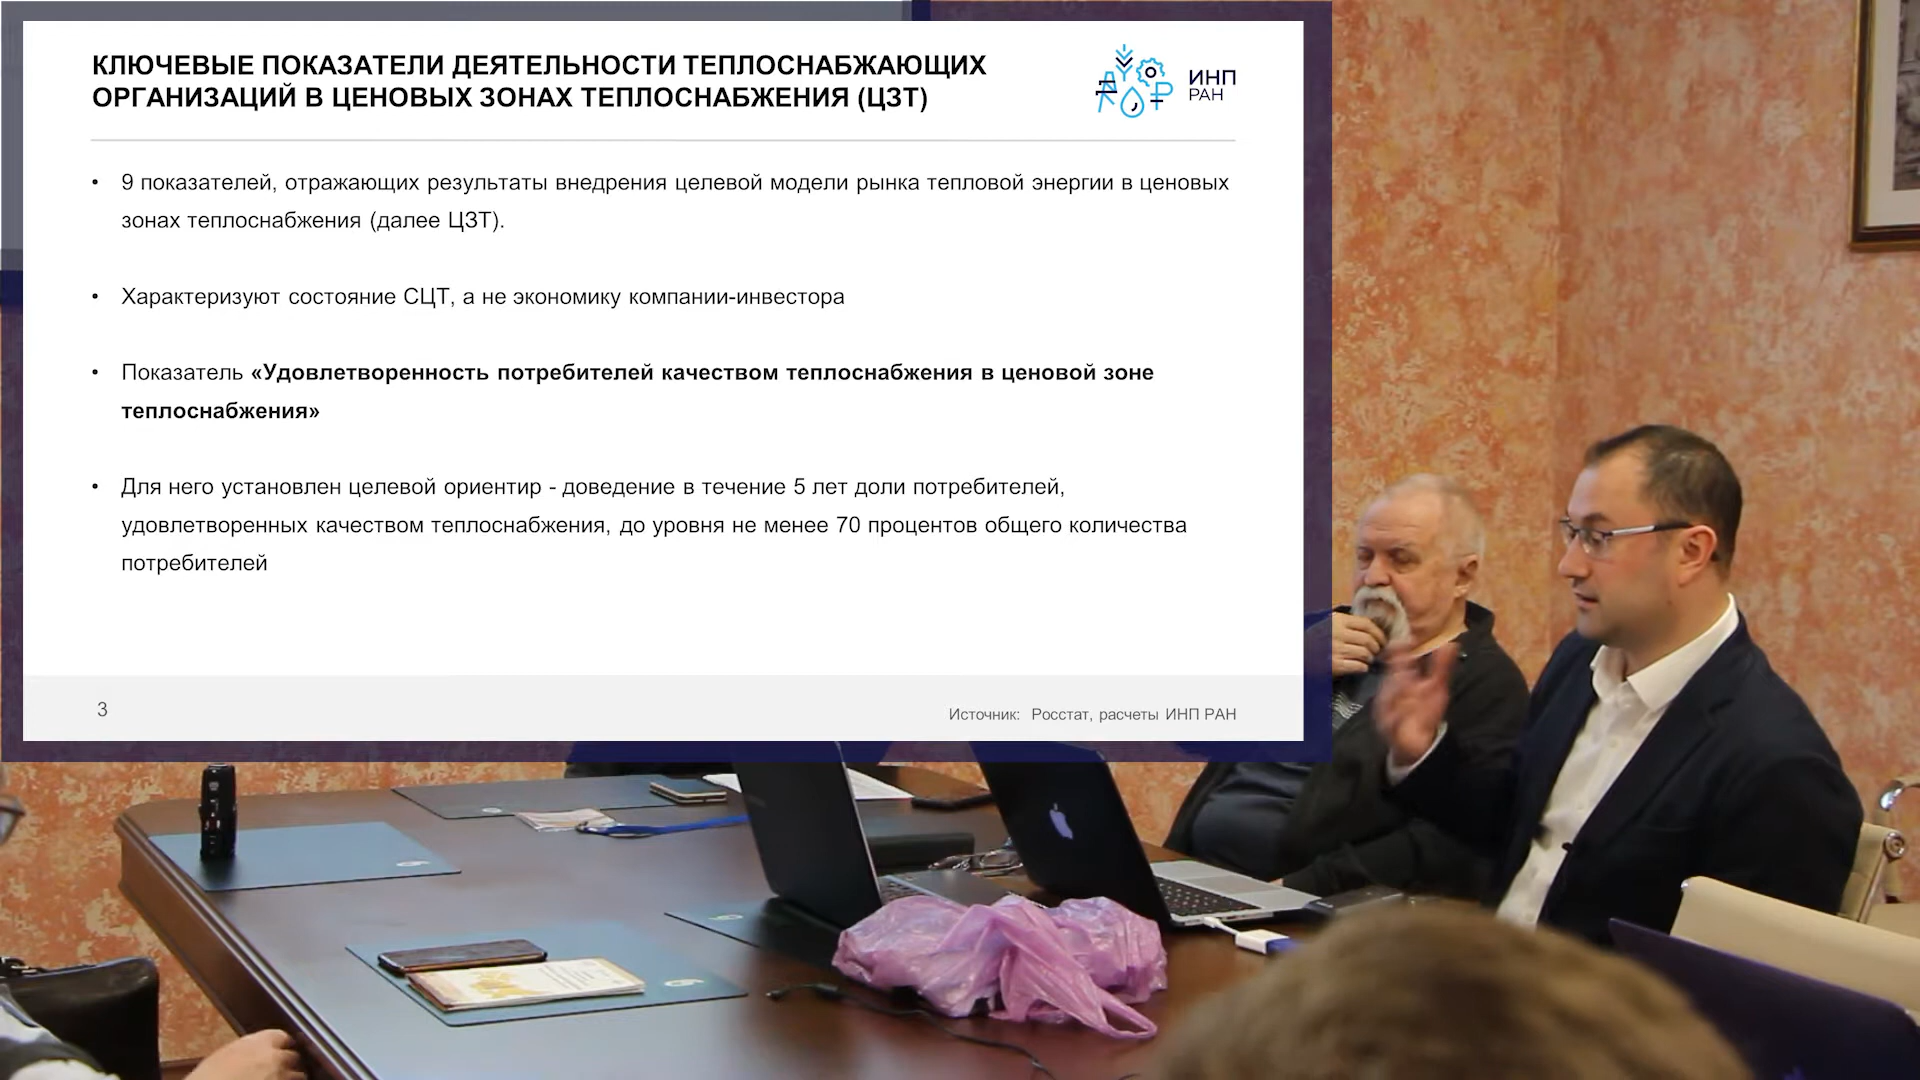 КЛЮЧЕВЫЕ ПОКАЗАТЕЛИ ДЕЯТЕЛЬНОСТИ ТЕПЛОСНАБЖАЮЩИХ
ОРГАНИЗАЦИЙ В ЦЕНОВЫХ ЗОНАХ ТЕПЛОСНАБЖЕНИЯ (ЦЗТ)
ИНП
РАН
• 9 показателей, отражающих результаты внедрения целевой модели рынка тепловой энергии в ценовых
зонах теплоснабжения (далее ЦЗТ).
• Характеризуют состояние СЦТ, а не экономику компании-инвестора
• Показатель «Удовлетворенность потребителей качеством теплоснабжения в ценовой зоне
теплоснабжения»
• Для него установлен целевой ориентир - доведение в течение 5 лет доли потребителей,
удовлетворенных качеством теплоснабжения, до уровня не менее 70 процентов общего количества
потребителей
3
Источник: Росстат, расчеты ИНП РАН